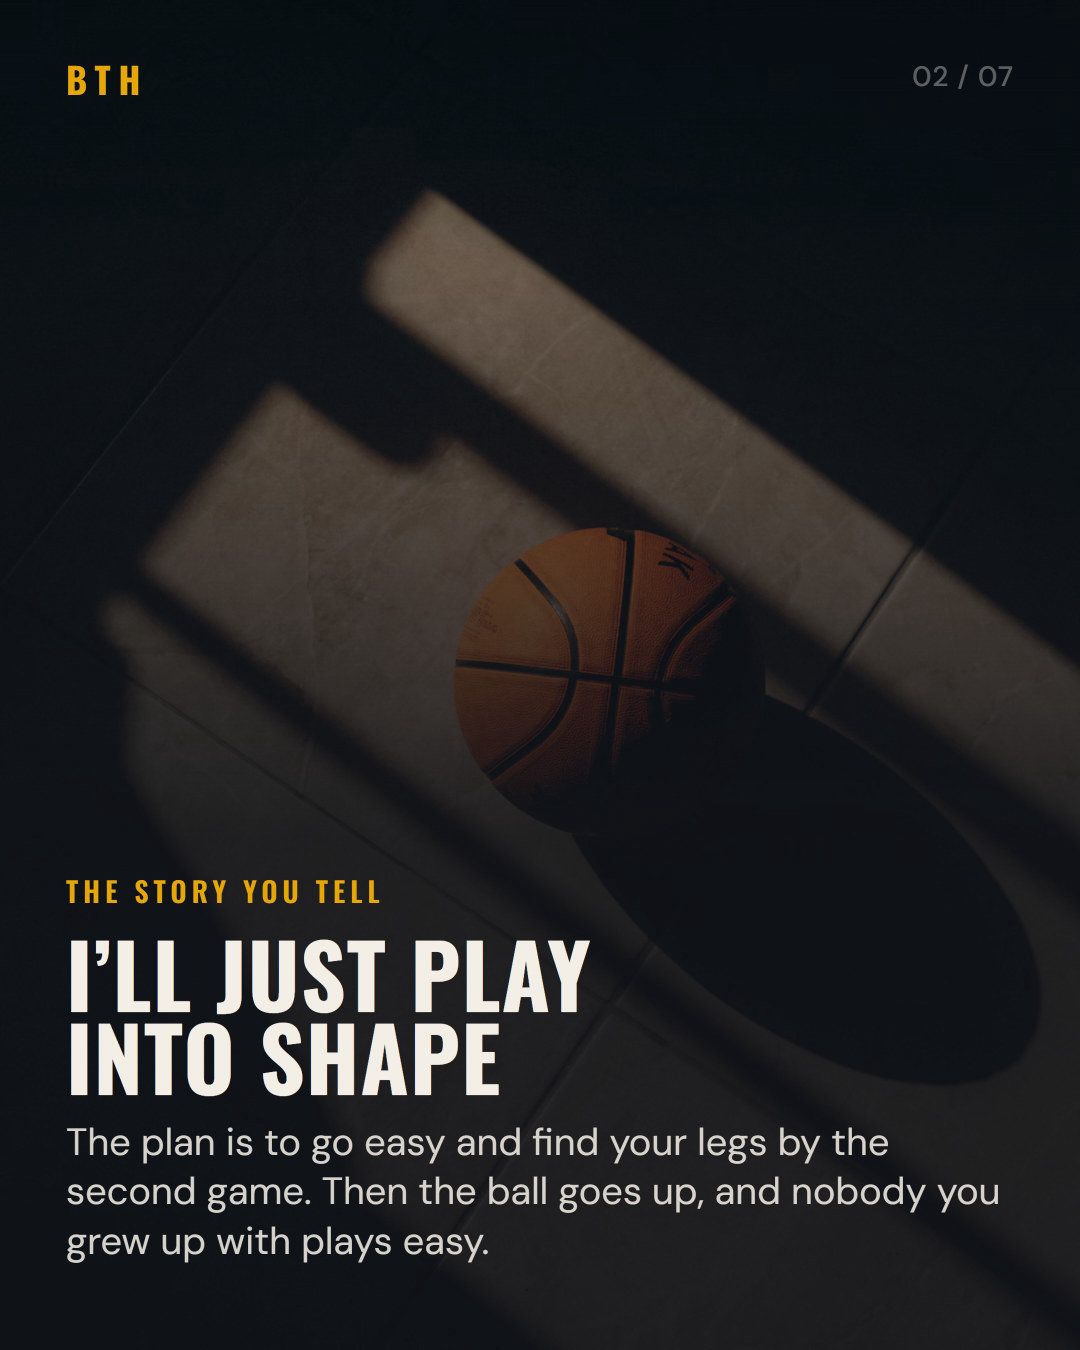 BTH
02 / 07
THE STORY YOU TELL
I’LL JUST PLAY
INTO SHAPE
The plan is to go easy and find your legs by the
second game. Then the ball goes up, and nobody you
grew up with plays easy.